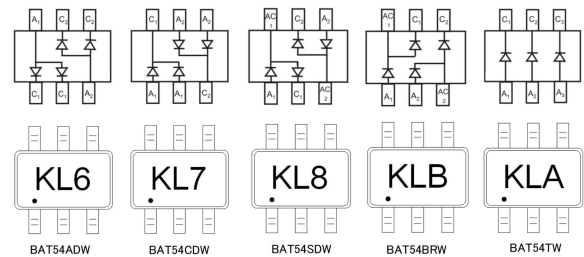 A1 C2 C2 C1 A2 A2 AC1 C2 A2 AC1 C1 C2 C1 C2 C3
C1 C1 A2 A1 A1 C2 A1 C1 AC2 A1 A2 AC2 A1 A2 A3
KL6 KL7 KL8 KLB KLA
BAT54ADW BAT54CDW BAT54SDW BAT54BRW BAT54TW